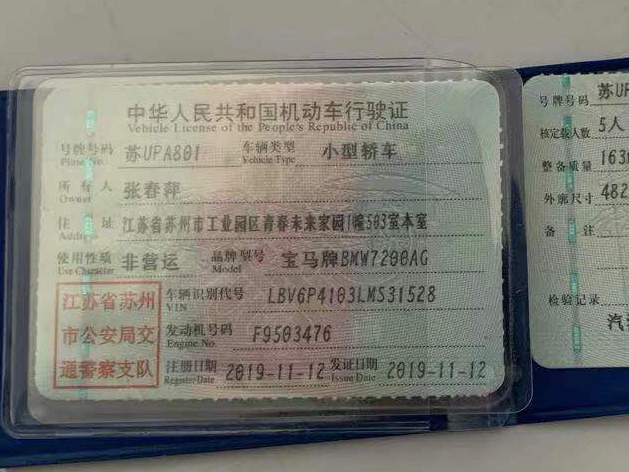 中华人民共和国机动车行驶证
Vehicle License of the People's Republic of China
号牌号码 苏UPA801 车辆类型 小型轿车
Plate No. Vehicle Type
所有人 张春萍
Owner
住址 江苏省苏州市工业园区青春未来家园1幢503室本室
Address
使用性质 非营运 品牌型号 宝马牌BMW7200AG
Use Character Model
江苏省苏州
市公安局交
通警察支队
车辆识别代号 LBV6P4103LMS31528
VIN
发动机号码 F9503476
Engine No.
注册日期 2019-11-12 发证日期 2019-11-12
Register Date Issue Date
号牌号码 苏UP
核定载人数 5人
整备质量 163
外廓尺寸 482
备注
检验记录
汽